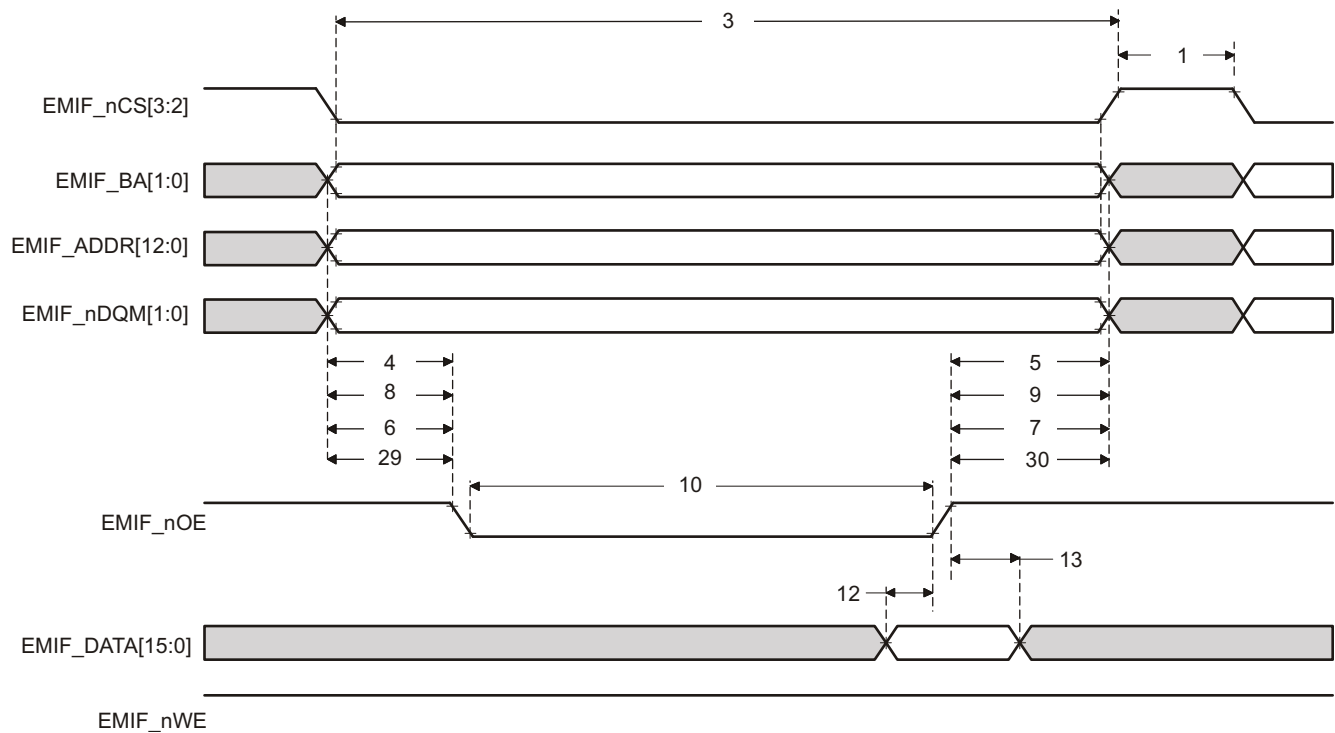 3
1
EMIF_nCS[3:2]
EMIF_BA[1:0]
EMIF_ADDR[12:0]
EMIF_nDQM[1:0]
4 5
8 9
6 7
29 30
10
EMIF_nOE
13
12
EMIF_DATA[15:0]
EMIF_nWE